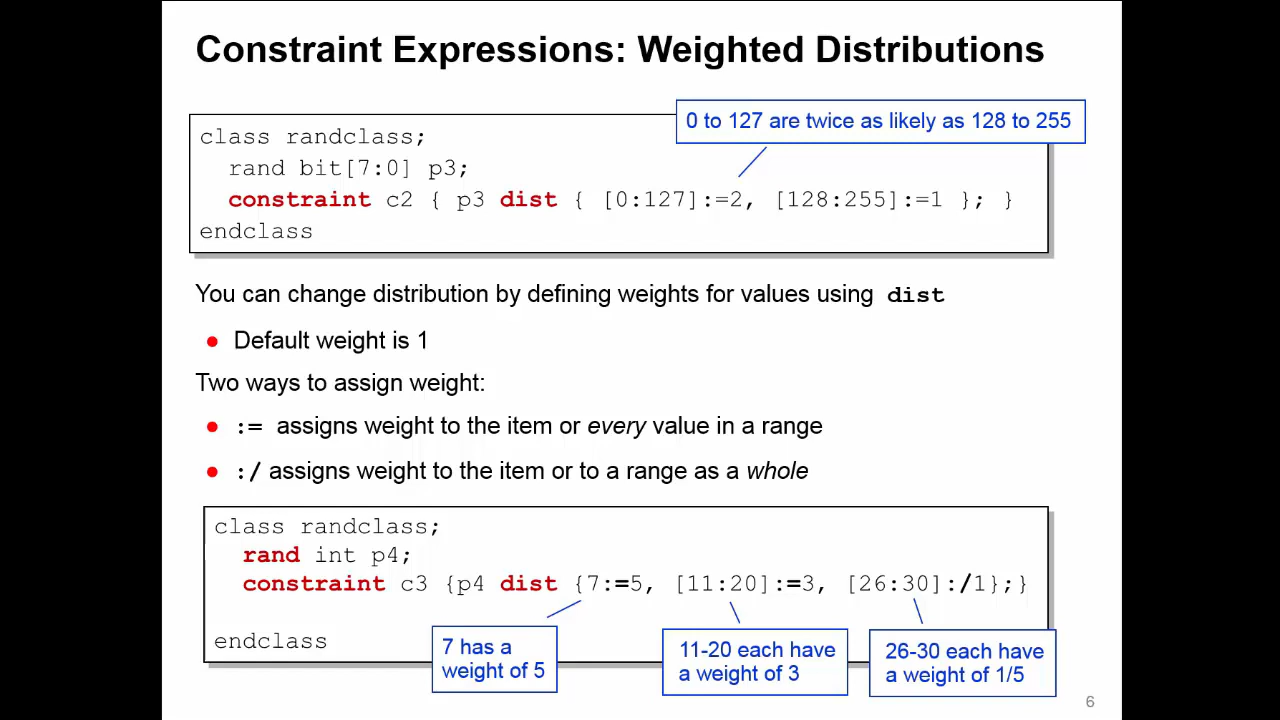 Constraint Expressions: Weighted Distributions
0 to 127 are twice as likely as 128 to 255
class randclass;
rand bit[7:0] p3;
constraint c2 { p3 dist { [0:127]:=2, [128:255]:=1 }; }
endclass
You can change distribution by defining weights for values using dist
● Default weight is 1
Two ways to assign weight:
● := assigns weight to the item or every value in a range
● :/ assigns weight to the item or to a range as a whole
class randclass;
rand int p4;
constraint c3 {p4 dist {7:=5, [11:20]:=3, [26:30]:/1};}
endclass
7 has a
weight of 5
11-20 each have
a weight of 3
26-30 each have
a weight of 1/5
6